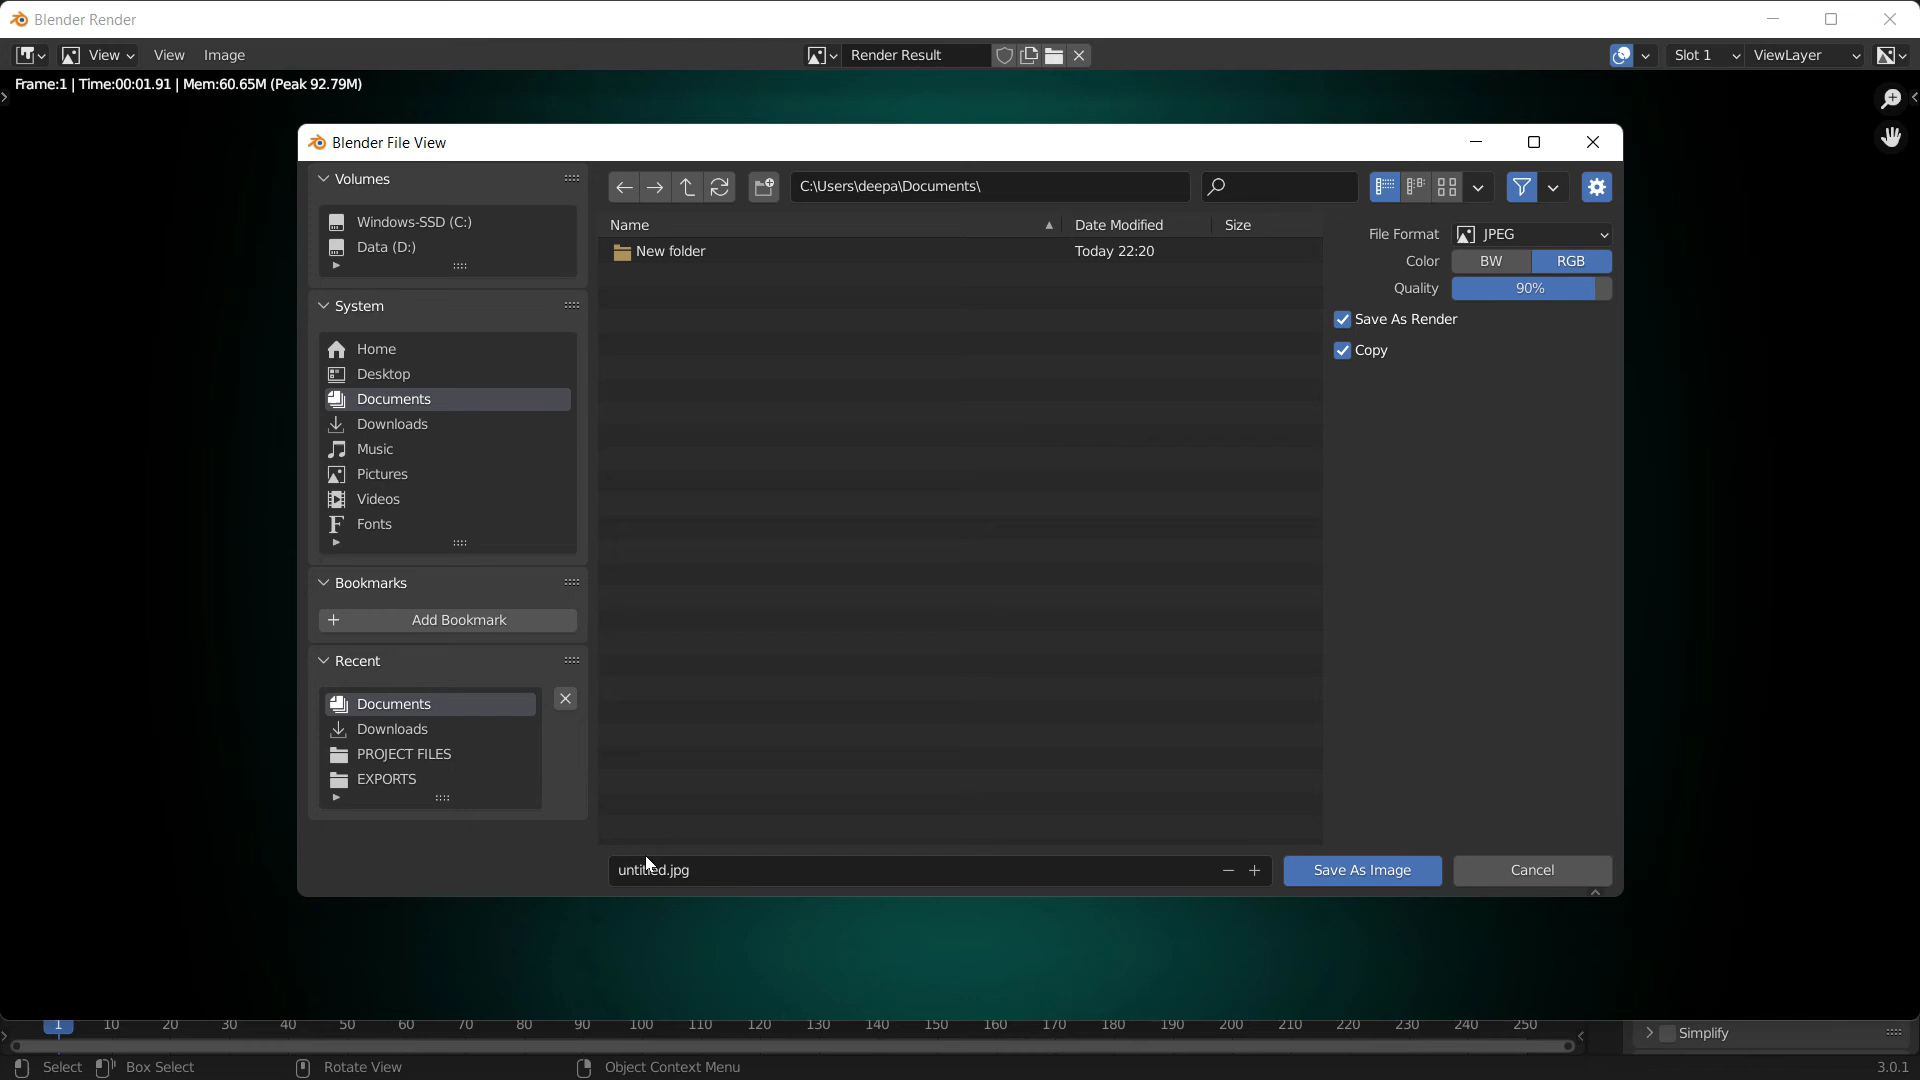 Blender Render
View View Image Render Result Slot 1 ViewLayer
Frame:1 | Time:00:01.91 | Mem:60.65M (Peak 92.79M)
Blender File View
Volumes
Windows-SSD (C:)
Data (D:)
System
Home
Desktop
Documents
Downloads
Music
Pictures
Videos
Fonts
Bookmarks
Add Bookmark
Recent
Documents
Downloads
PROJECT FILES
EXPORTS
C:\Users\deepa\Documents\
Name Date Modified Size
New folder Today 22:20
File Format JPEG
Color BW RGB
Quality 90%
Save As Render
Copy
untitled.jpg Save As Image Cancel
1 10 20 30 40 50 60 70 80 90 100 110 120 130 140 150 160 170 180 190 200 210 220 230 240 250
Simplify
Select Box Select Rotate View Object Context Menu 3.0.1